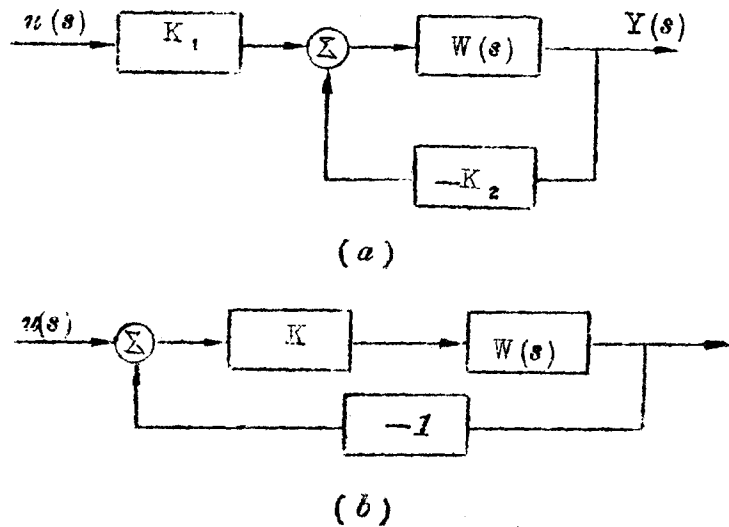 u(s) K₁ Σ W(s) Y(s)
−K₂
(a)
u(s) Σ K W(s)
−1
(b)